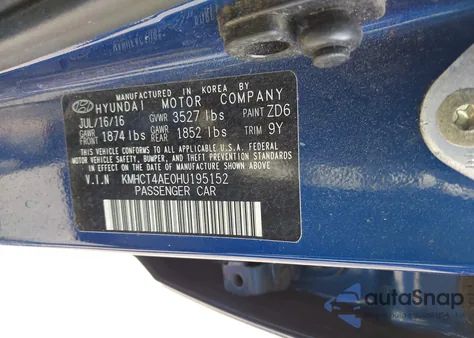 MANUFACTURED IN KOREA BY
HYUNDAI MOTOR COMPANY
JUL/16/16 GVWR 3527 lbs PAINT ZD6
GAWR FRONT 1874 lbs GAWR REAR 1852 lbs TRIM 9Y
THIS VEHICLE CONFORMS TO ALL APPLICABLE FEDERAL
MOTOR VEHICLE SAFETY, BUMPER, AND THEFT PREVENTION
STANDARDS IN EFFECT ON THE DATE OF
MANUFACTURE SHOWN ABOVE
V.I.N KMHCT4AE0HU195152
PASSENGER CAR
autoSnap